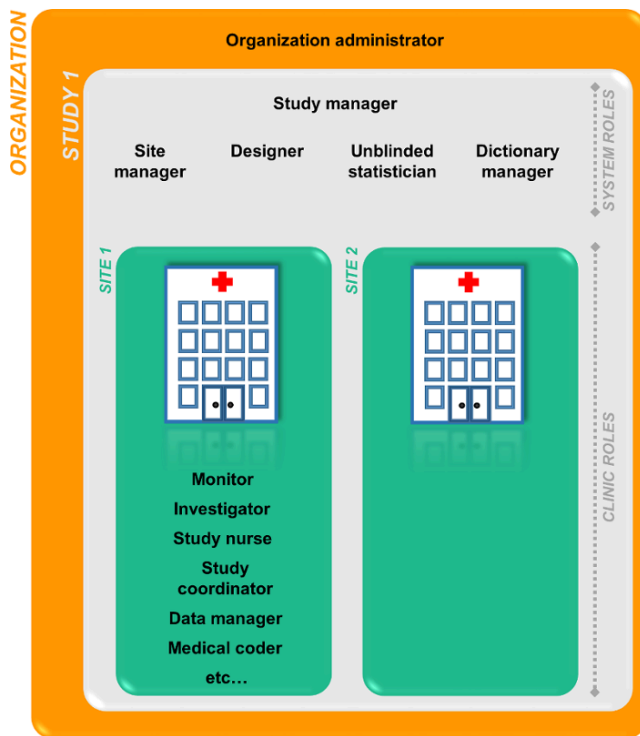 ORGANIZATION
Organization administrator
STUDY 1
Study manager
Site
manager
Designer
Unblinded
statistician
Dictionary
manager
SYSTEM ROLES
SITE 1
SITE 2
Monitor
Investigator
Study nurse
Study
coordinator
Data manager
Medical coder
etc...
CLINIC ROLES